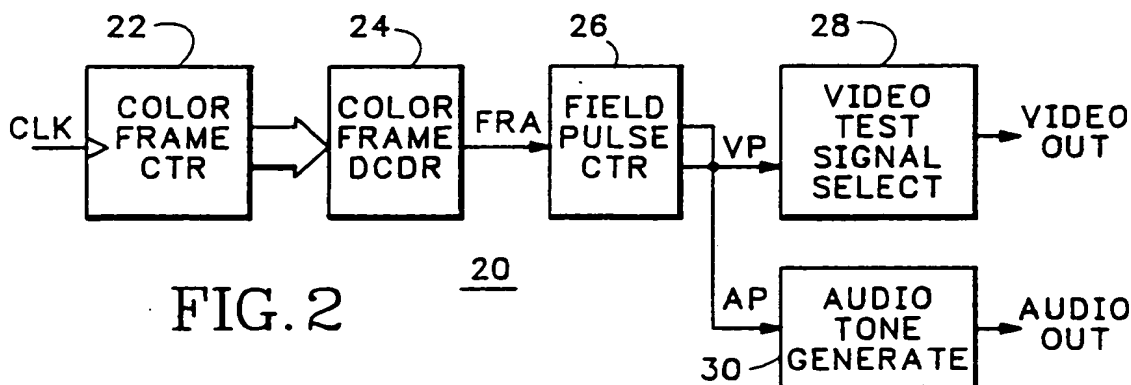 22
24
26
28
CLK
COLOR
FRAME
CTR
COLOR
FRAME
DCDR
FRA
FIELD
PULSE
CTR
VP
VIDEO
TEST
SIGNAL
SELECT
VIDEO
OUT
FIG. 2
20
AP
30
AUDIO
TONE
GENERATE
AUDIO
OUT